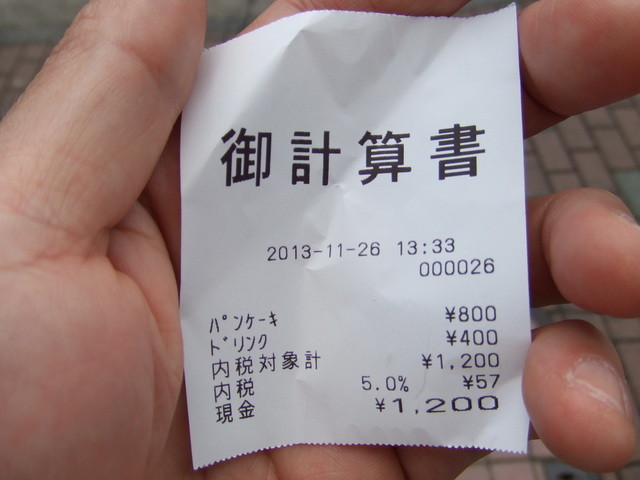 御計算書
2013-11-26 13:33
000026
ﾊﾟﾝｹｰｷ ¥800
ﾄﾞﾘﾝｸ ¥400
内税対象計 ¥1,200
内税 5.0% ¥57
現金 ¥1,200